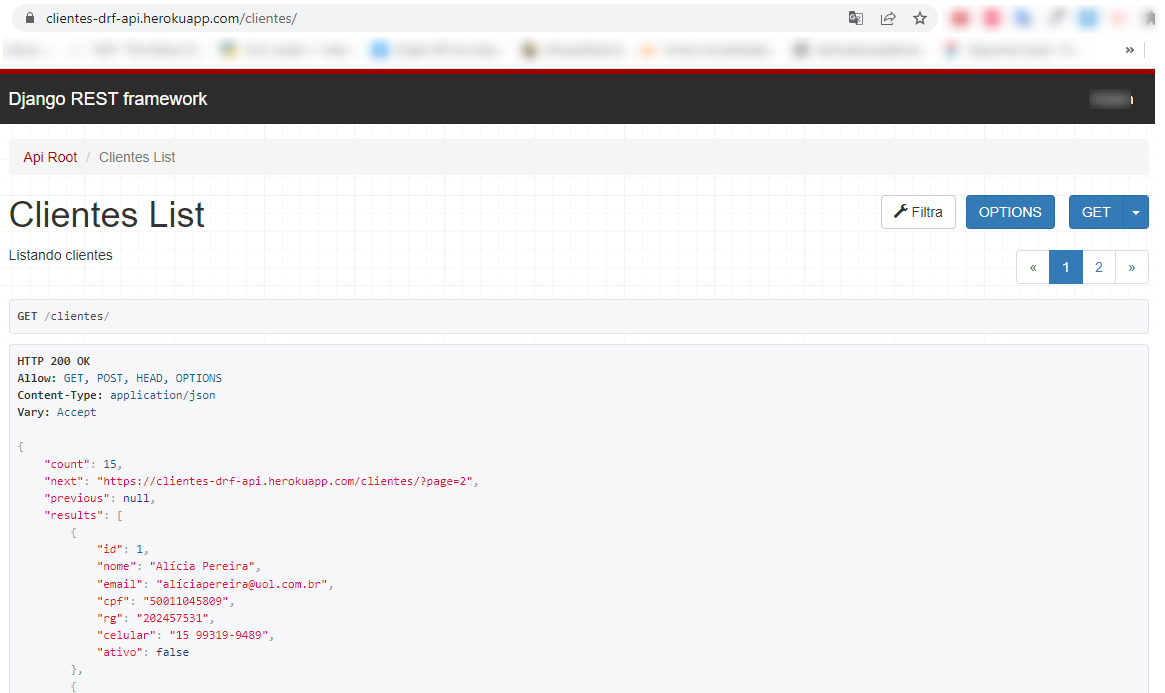 clientes-drf-api.herokuapp.com/clientes/
»
Django REST framework
Api Root / Clientes List
Clientes List
Filtra
OPTIONS
GET
Listando clientes
« 1 2 »
GET /clientes/
HTTP 200 OK
Allow: GET, POST, HEAD, OPTIONS
Content-Type: application/json
Vary: Accept
{
"count": 15,
"next": "https://clientes-drf-api.herokuapp.com/clientes/?page=2",
"previous": null,
"results": [
{
"id": 1,
"nome": "Alícia Pereira",
"email": "alíciapereira@uol.com.br",
"cpf": "50011045809",
"rg": "202457531",
"celular": "15 99319-9489",
"ativo": false
},
{